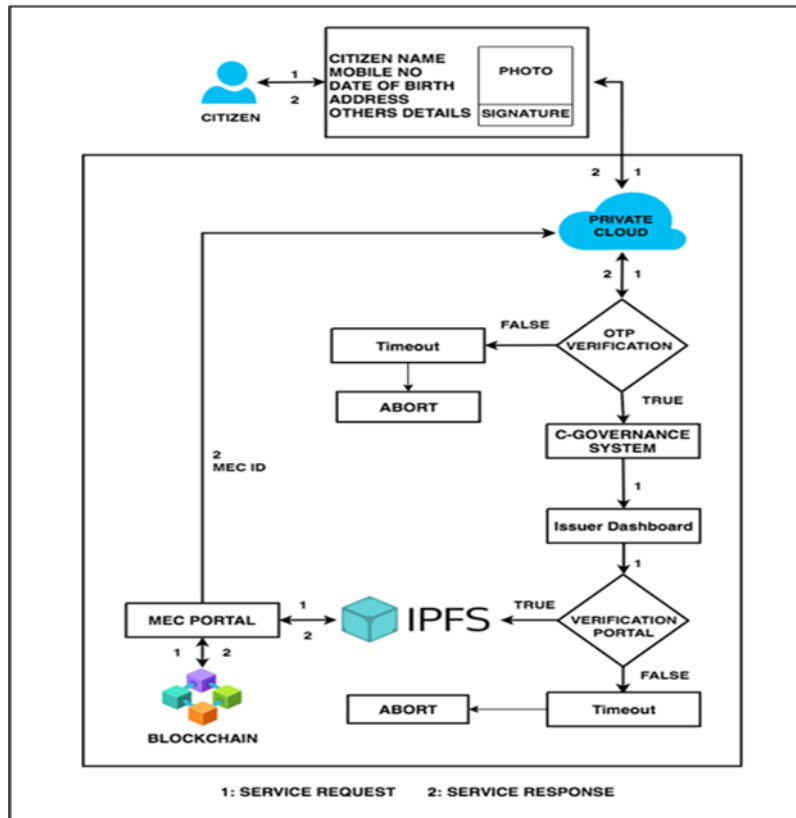 1
2
CITIZEN
CITIZEN NAME
MOBILE NO
DATE OF BIRTH
ADDRESS
OTHERS DETAILS
PHOTO
SIGNATURE
2 1
PRIVATE
CLOUD
2 1
FALSE
OTP
VERIFICATION
Timeout
ABORT
TRUE
C-GOVERNANCE
SYSTEM
1
Issuer Dashboard
1
2
MEC ID
TRUE
VERIFICATION
PORTAL
IPFS
1
2
MEC PORTAL
1 2
BLOCKCHAIN
FALSE
Timeout
ABORT
1: SERVICE REQUEST 2: SERVICE RESPONSE